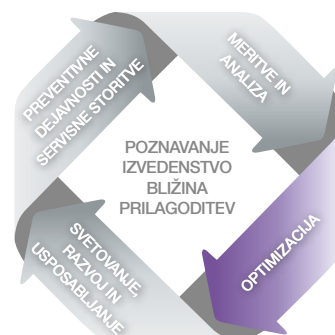 PREVENTIVNE
DEJAVNOSTI IN
SERVISNE STORITVE
MERITVE IN
ANALIZA
POZNAVANJE
IZVEDENSTVO
BLIŽINA
PRILAGODITEV
OPTIMIZACIJA
SVETOVANJE,
RAZVOJ IN
USPOSABLJANJE